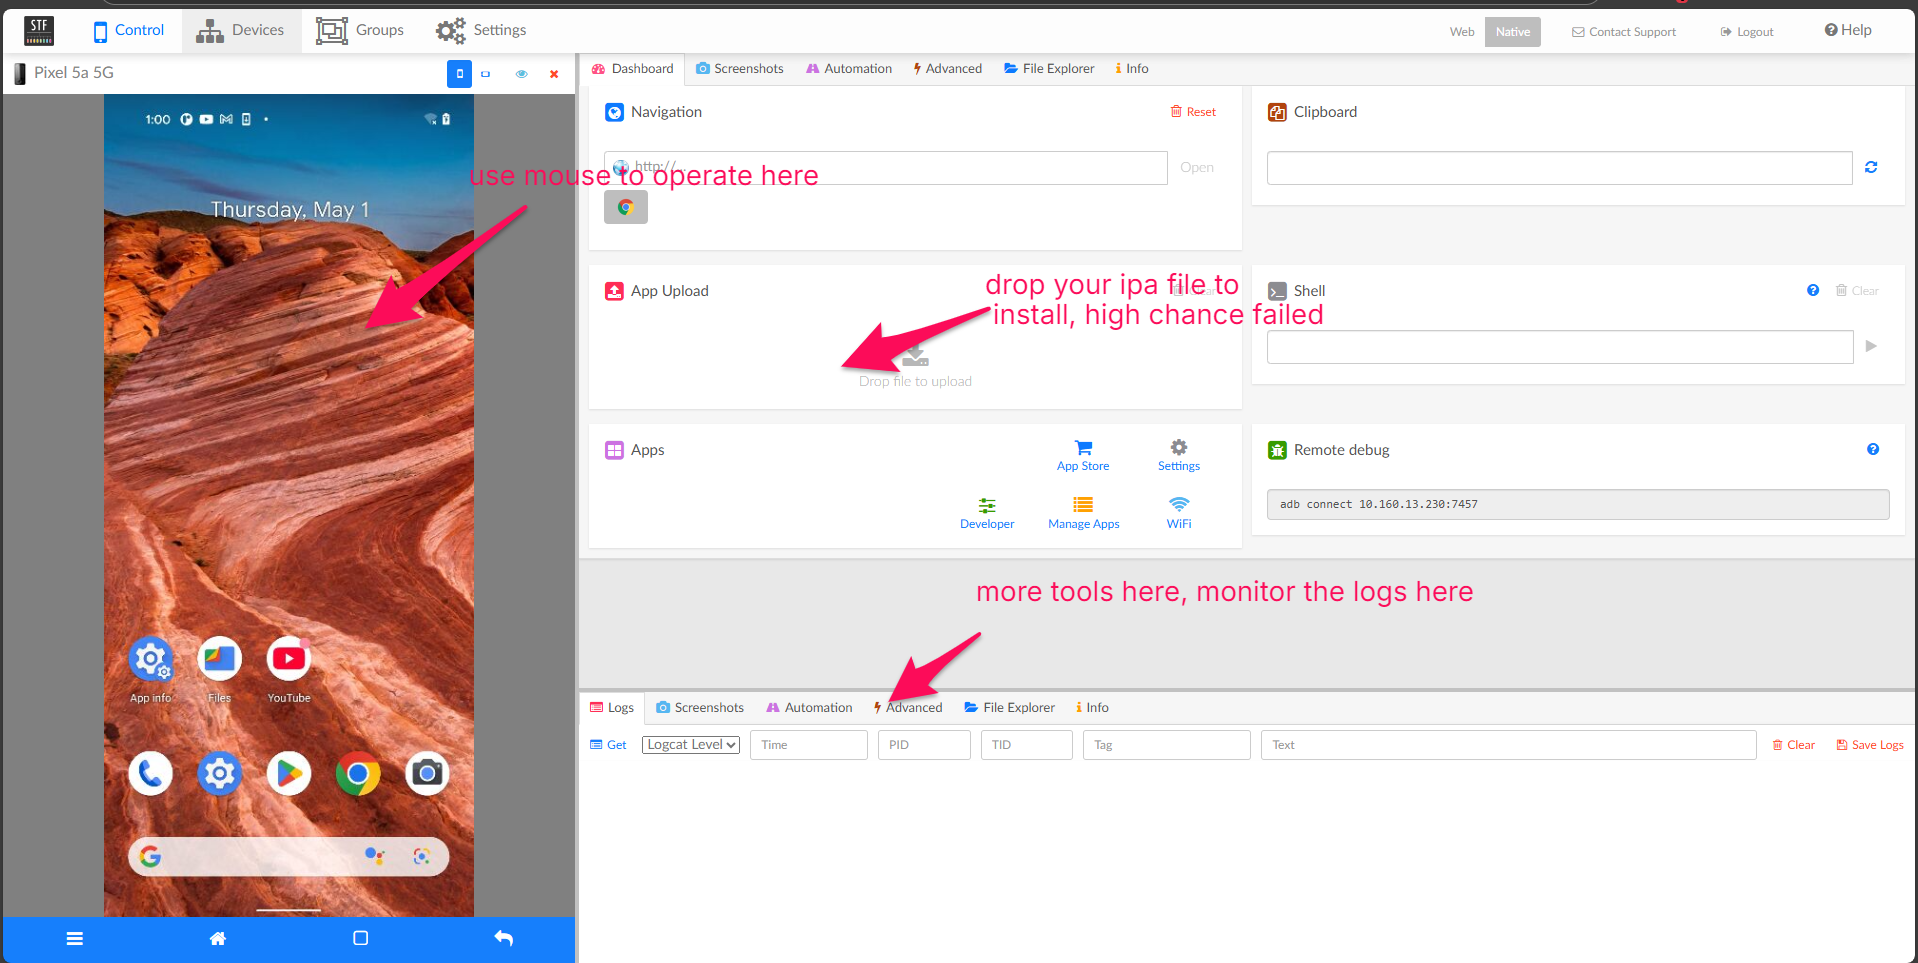 STF
Control
Devices
Groups
Settings
Web
Native
Contact Support
Logout
Help
Pixel 5a 5G
Dashboard
Screenshots
Automation
Advanced
File Explorer
Info
1:00
Thursday, May 1
App info
Files
YouTube
use mouse to operate here
Navigation
Reset
http://...
Open
Clipboard
App Upload
Clear
drop your ipa file to
install, high chance failed
Drop file to upload
Shell
Clear
Apps
App Store
Settings
Developer
Manage Apps
WiFi
Remote debug
adb connect 10.160.13.230:7457
more tools here, monitor the logs here
Logs
Screenshots
Automation
Advanced
File Explorer
Info
Get
Logcat Level
Time
PID
TID
Tag
Text
Clear
Save Logs